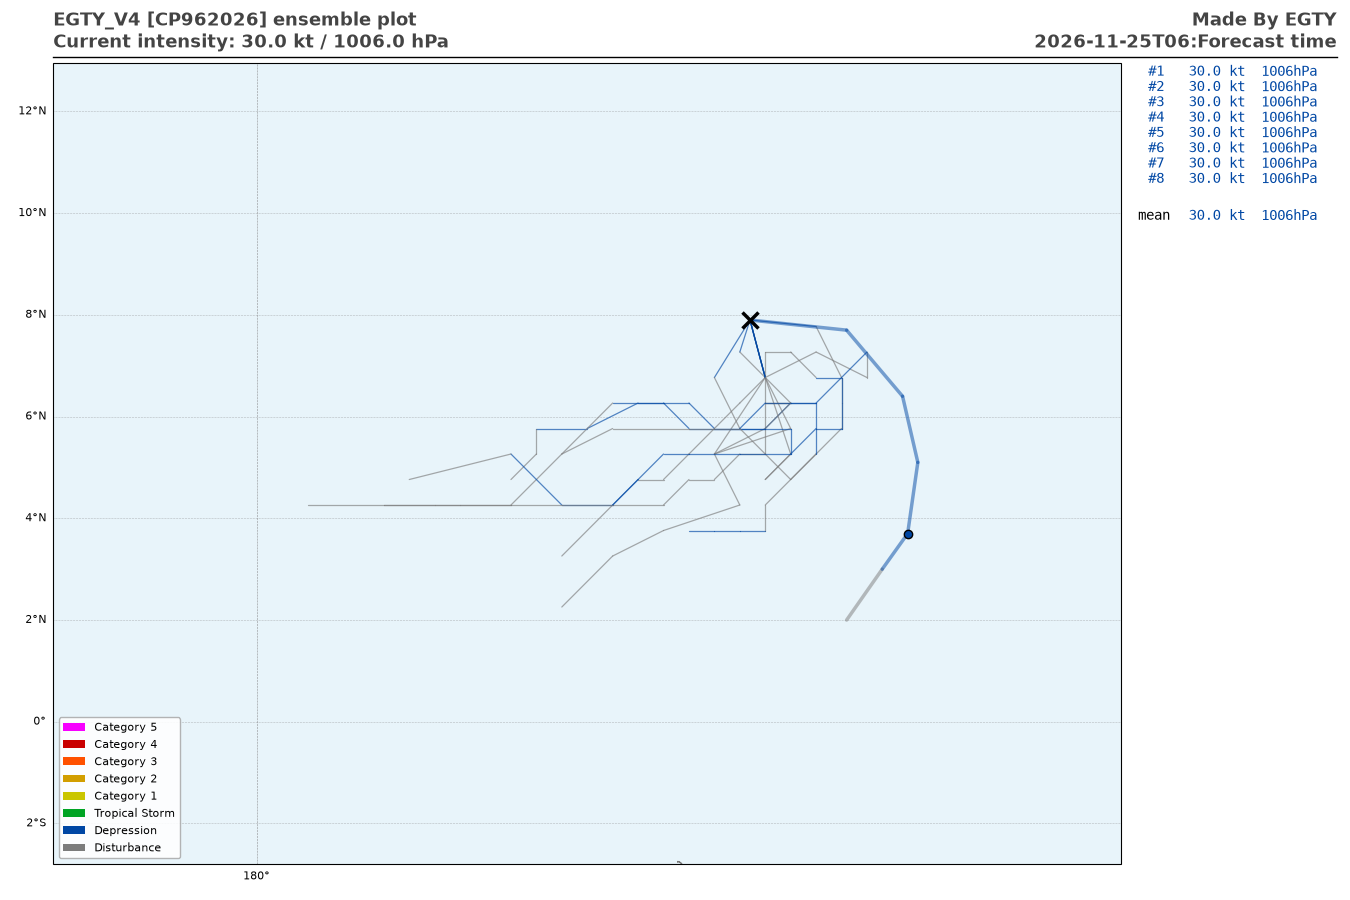 EGTY_V4 [CP962026] ensemble plot
Current intensity: 30.0 kt / 1006.0 hPa
Made By EGTY
2026-11-25T06:Forecast time
#1 30.0 kt 1006hPa
#2 30.0 kt 1006hPa
#3 30.0 kt 1006hPa
#4 30.0 kt 1006hPa
#5 30.0 kt 1006hPa
#6 30.0 kt 1006hPa
#7 30.0 kt 1006hPa
#8 30.0 kt 1006hPa
mean 30.0 kt 1006hPa
12°N
10°N
8°N
6°N
4°N
2°N
0°
2°S
180°
Category 5
Category 4
Category 3
Category 2
Category 1
Tropical Storm
Depression
Disturbance